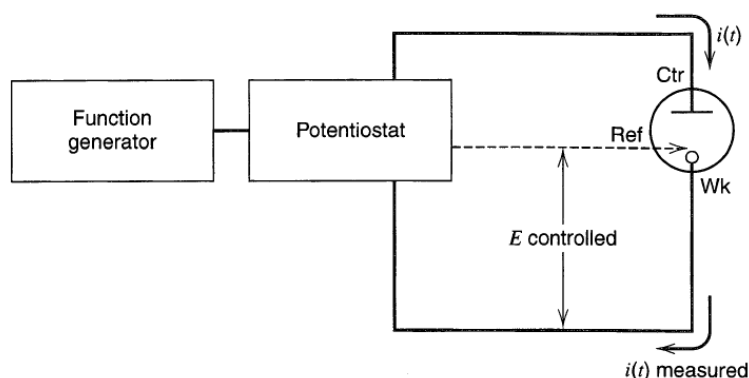 i(t)
Ctr
Function
generator
Potentiostat
Ref
Wk
E controlled
i(t) measured